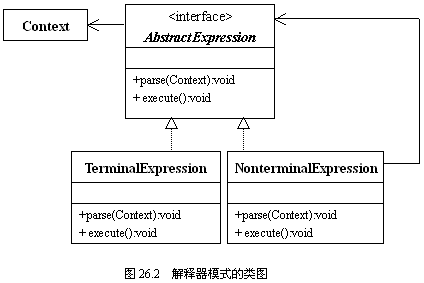 Context
<interface>
AbstractExpression
+parse(Context):void
+ execute():void
TerminalExpression
+parse(Context):void
+ execute():void
NonterminalExpression
+parse(Context):void
+ execute():void
图 26.2 解释器模式的类图